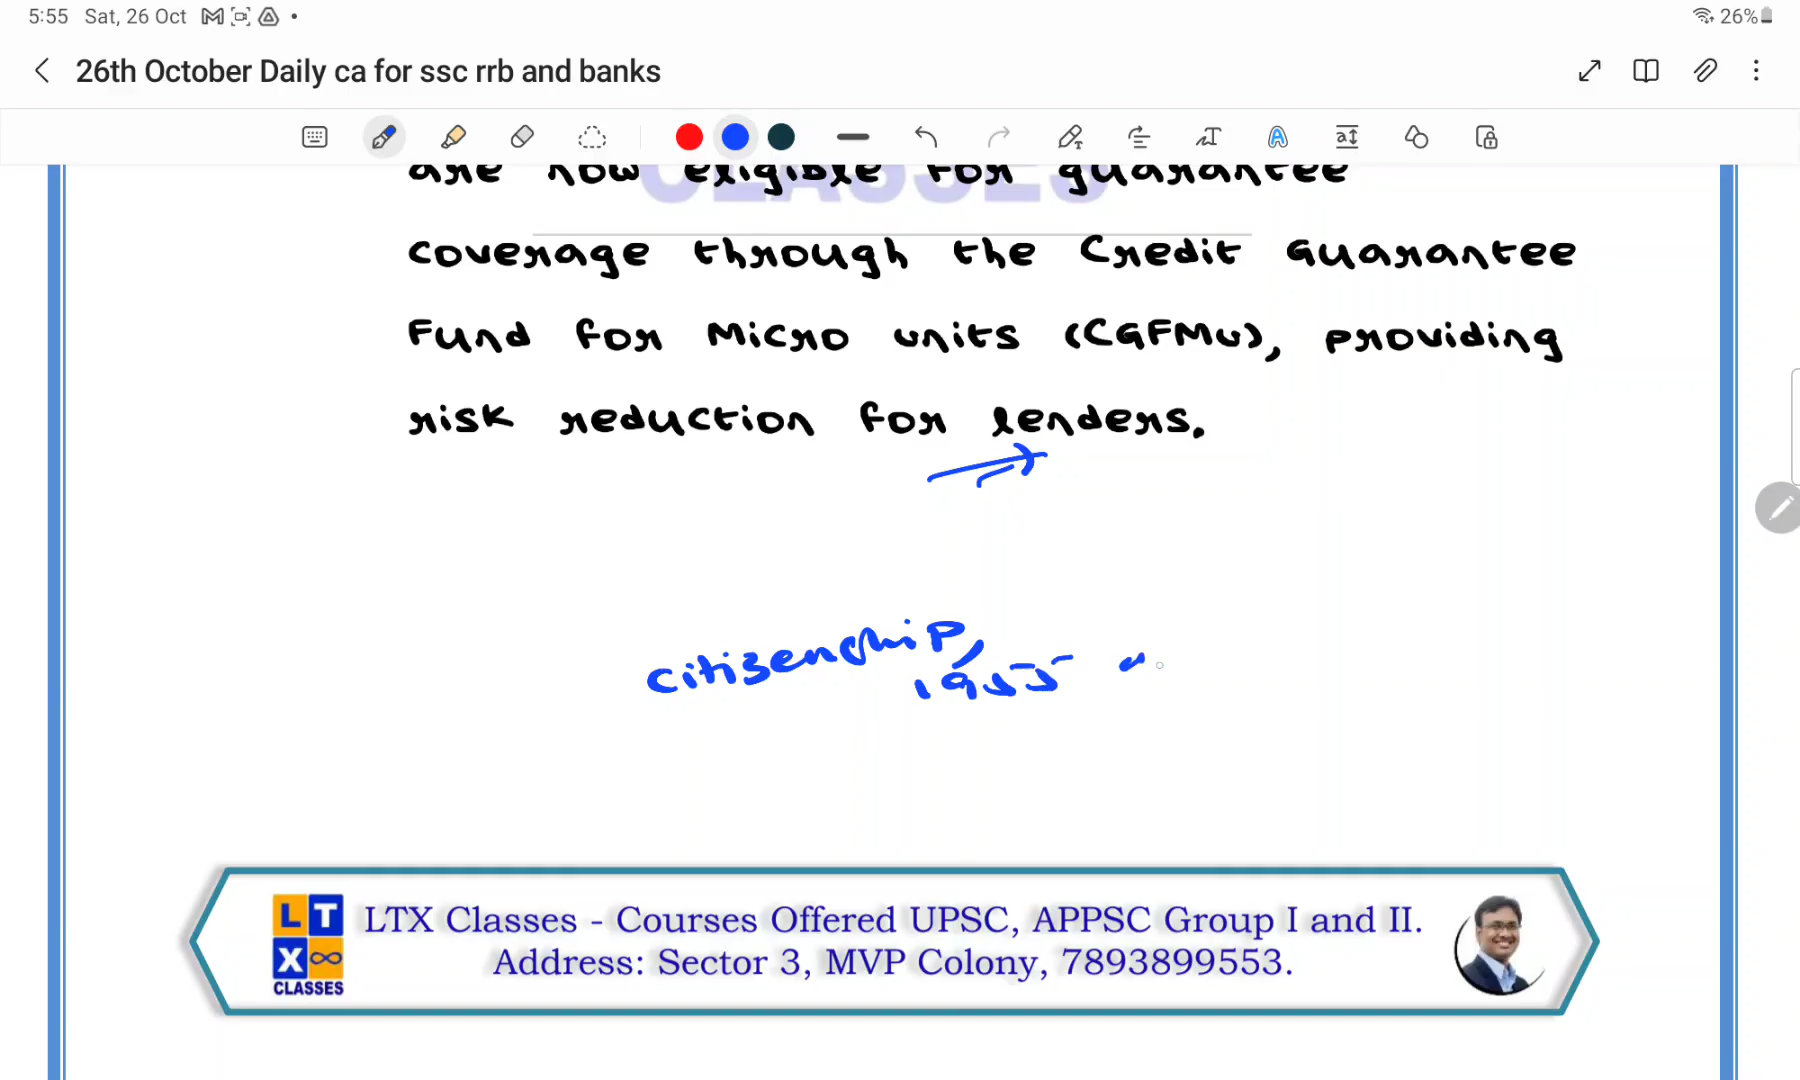 5:55 Sat, 26 Oct
26%
26th October Daily ca for ssc rrb and banks
CLASSES
are now eligible for guarantee
coverage through the Credit Guarantee
Fund for Micro units (CGFMU), providing
risk reduction for lenders.
citizenship,
1955
LTX Classes - Courses Offered UPSC, APPSC Group I and II.
Address: Sector 3, MVP Colony, 7893899553.
LT
X∞
CLASSES